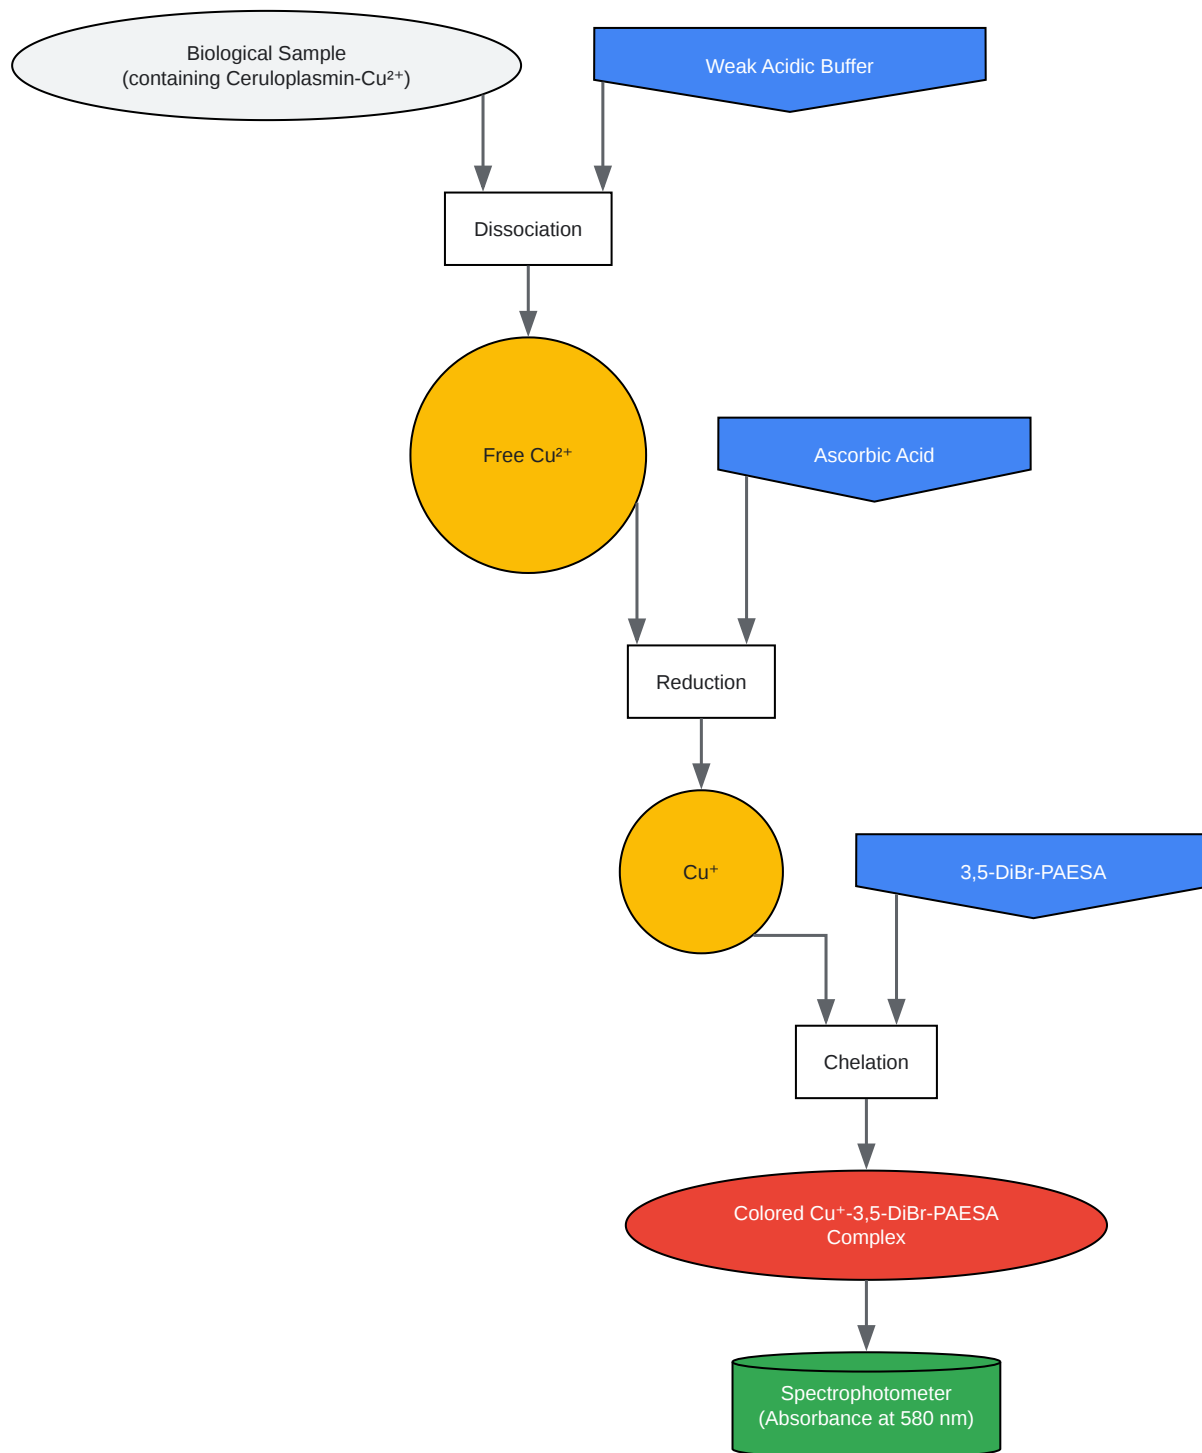 Biological Sample
(containing Ceruloplasmin-Cu²⁺)
Weak Acidic Buffer
Dissociation
Free Cu²⁺
Ascorbic Acid
Reduction
Cu⁺
3,5-DiBr-PAESA
Chelation
Colored Cu⁺-3,5-DiBr-PAESA
Complex
Spectrophotometer
(Absorbance at 580 nm)